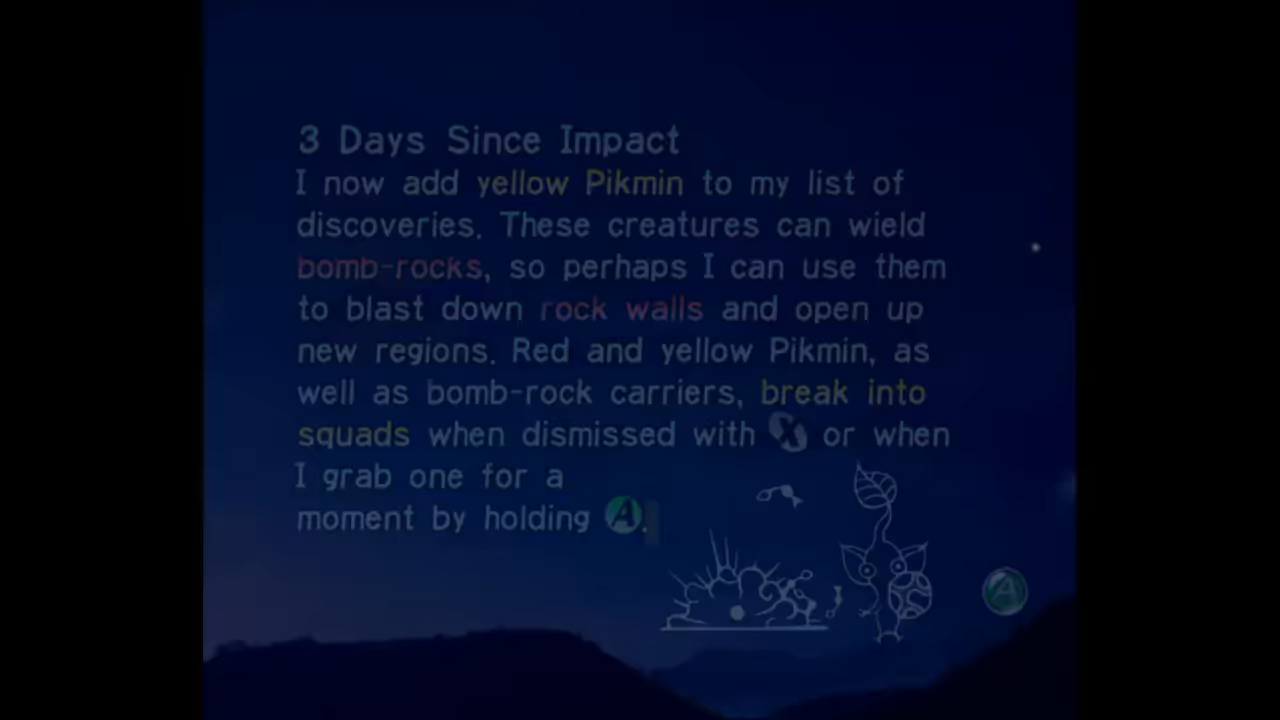 3 Days Since Impact
I now add yellow Pikmin to my list of
discoveries. These creatures can wield
bomb-rocks, so perhaps I can use them
to blast down rock walls and open up
new regions. Red and yellow Pikmin, as
well as bomb-rock carriers, break into
squads when dismissed with X or when
I grab one for a
moment by holding A.
A